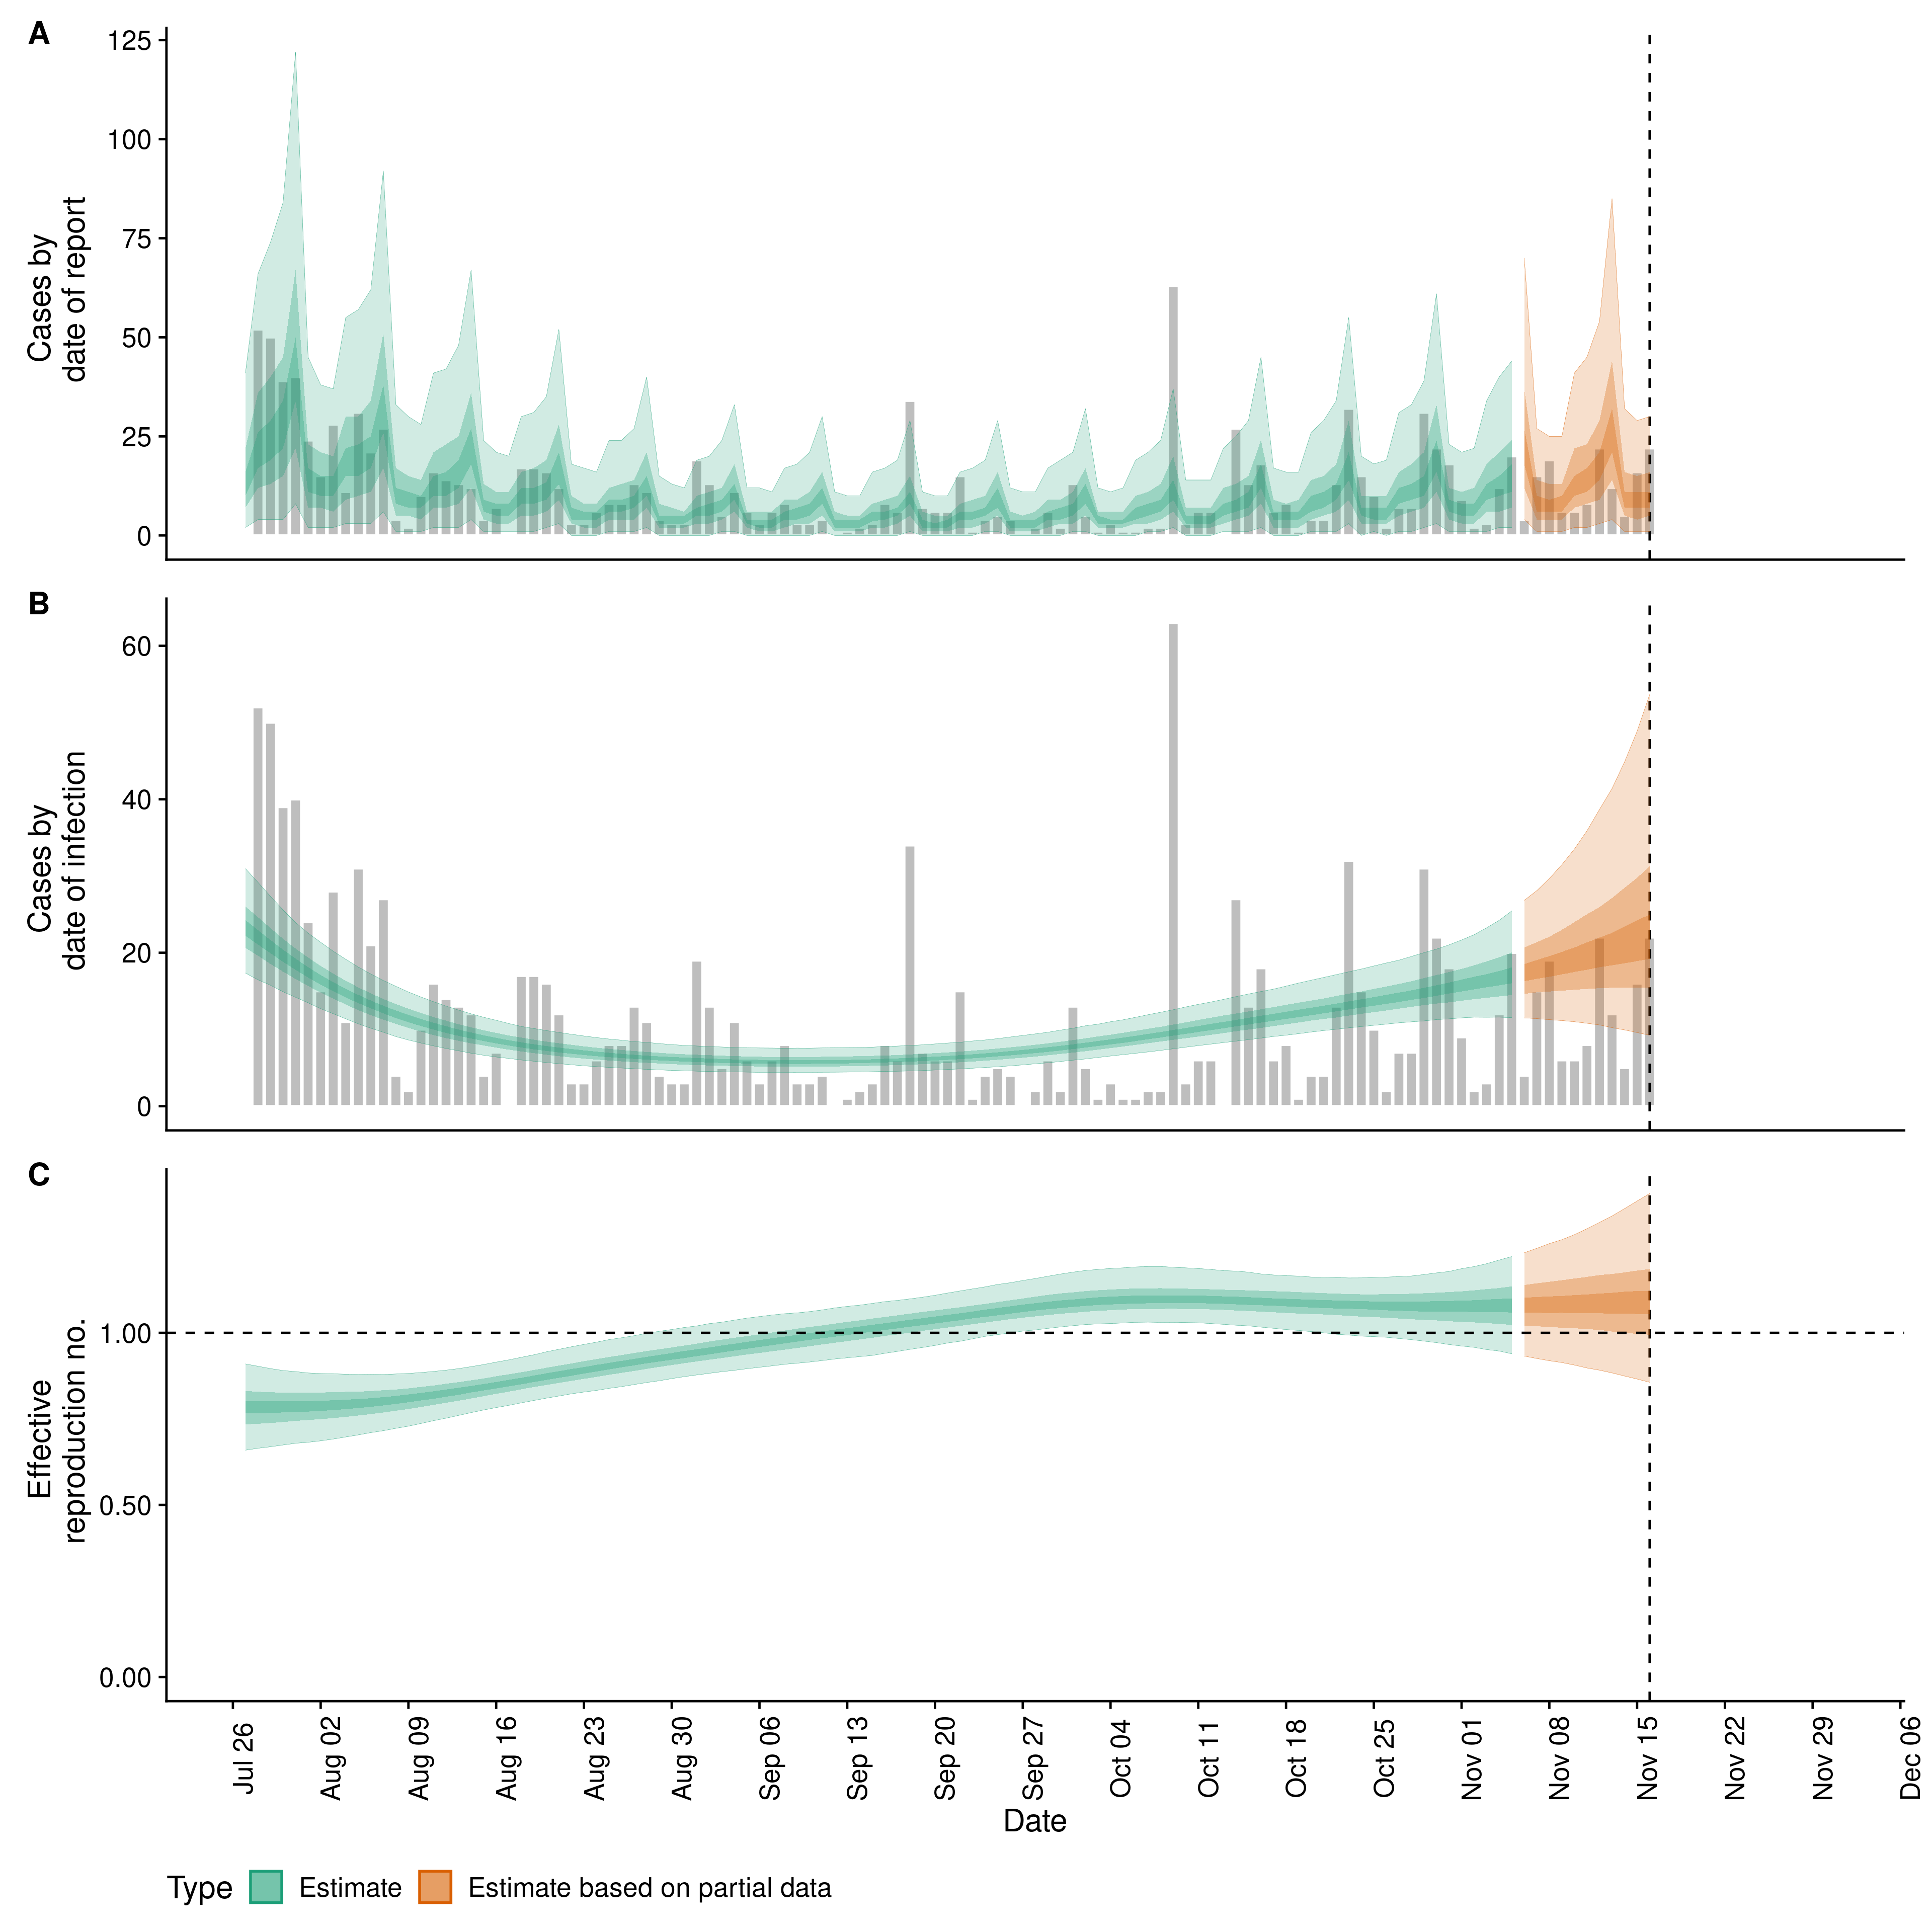 A
125
100
75
50
25
0
Cases by
date of report
B
60
40
20
0
Cases by
date of infection
C
1.00
0.50
0.00
Effective
reproduction no.
Jul 26
Aug 02
Aug 09
Aug 16
Aug 23
Aug 30
Sep 06
Sep 13
Sep 20
Sep 27
Oct 04
Oct 11
Oct 18
Oct 25
Nov 01
Nov 08
Nov 15
Nov 22
Nov 29
Dec 06
Date
Type Estimate Estimate based on partial data